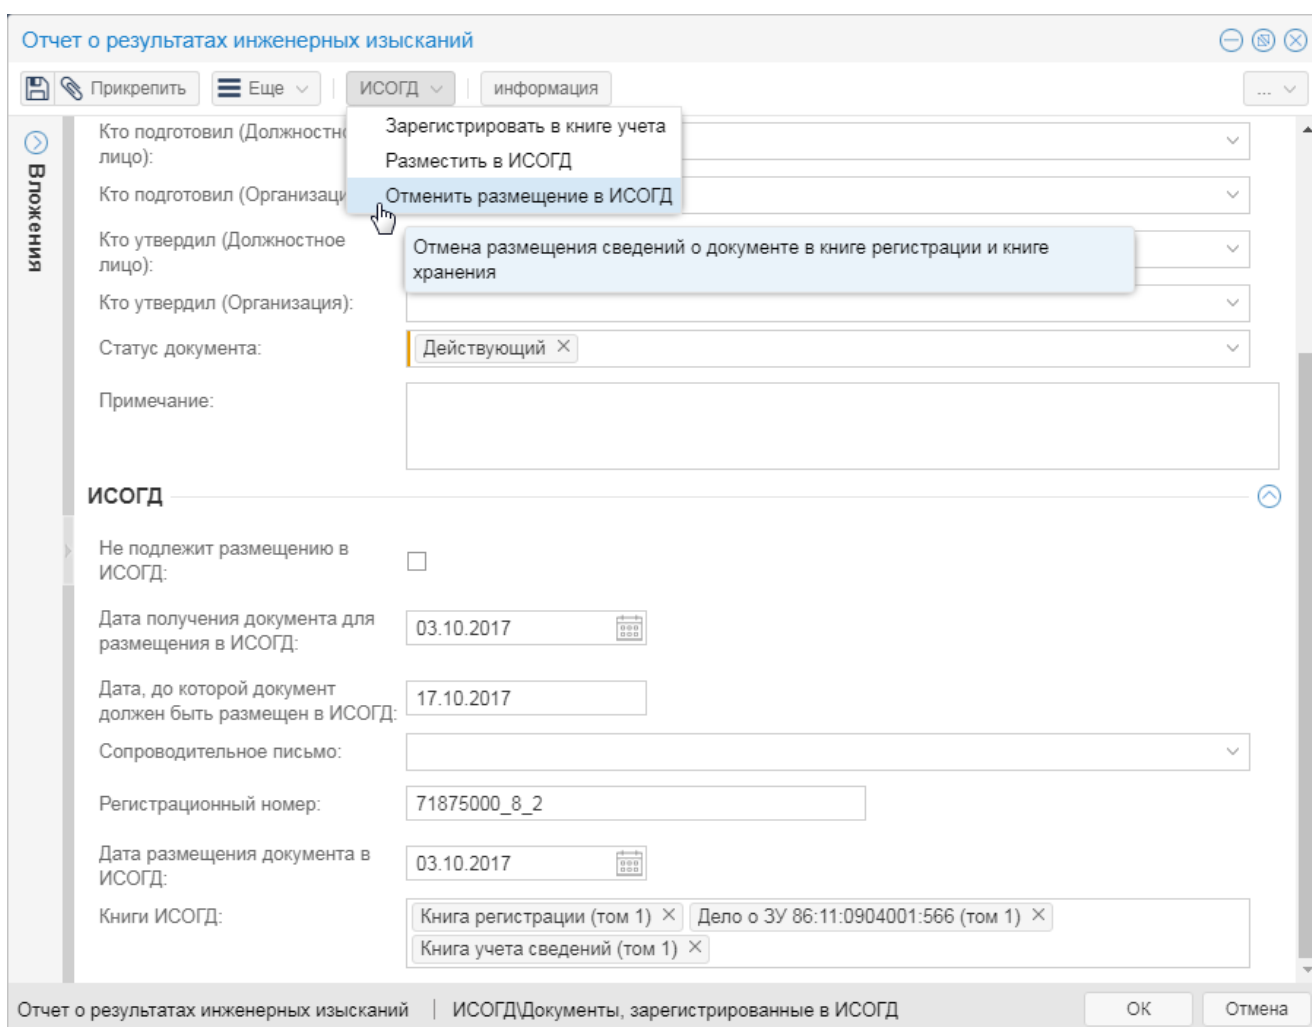 Отчет о результатах инженерных изысканий
Прикрепить
Еще
ИСОГД
информация
...
Зарегистрировать в книге учета
Разместить в ИСОГД
Отменить размещение в ИСОГД
Отмена размещения сведений о документе в книге регистрации и книге
хранения
Вложения
Кто подготовил (Должностно
лицо):
Кто подготовил (Организаци
Кто утвердил (Должностное
лицо):
Кто утвердил (Организация):
Статус документа:
Действующий
Примечание:
ИСОГД
Не подлежит размещению в
ИСОГД:
Дата получения документа для
размещения в ИСОГД:
03.10.2017
Дата, до которой документ
должен быть размещен в ИСОГД:
17.10.2017
Сопроводительное письмо:
Регистрационный номер:
71875000_8_2
Дата размещения документа в
ИСОГД:
03.10.2017
Книги ИСОГД:
Книга регистрации (том 1)
Дело о ЗУ 86:11:0904001:566 (том 1)
Книга учета сведений (том 1)
Отчет о результатах инженерных изысканий | ИСОГД\Документы, зарегистрированные в ИСОГД
ОК
Отмена